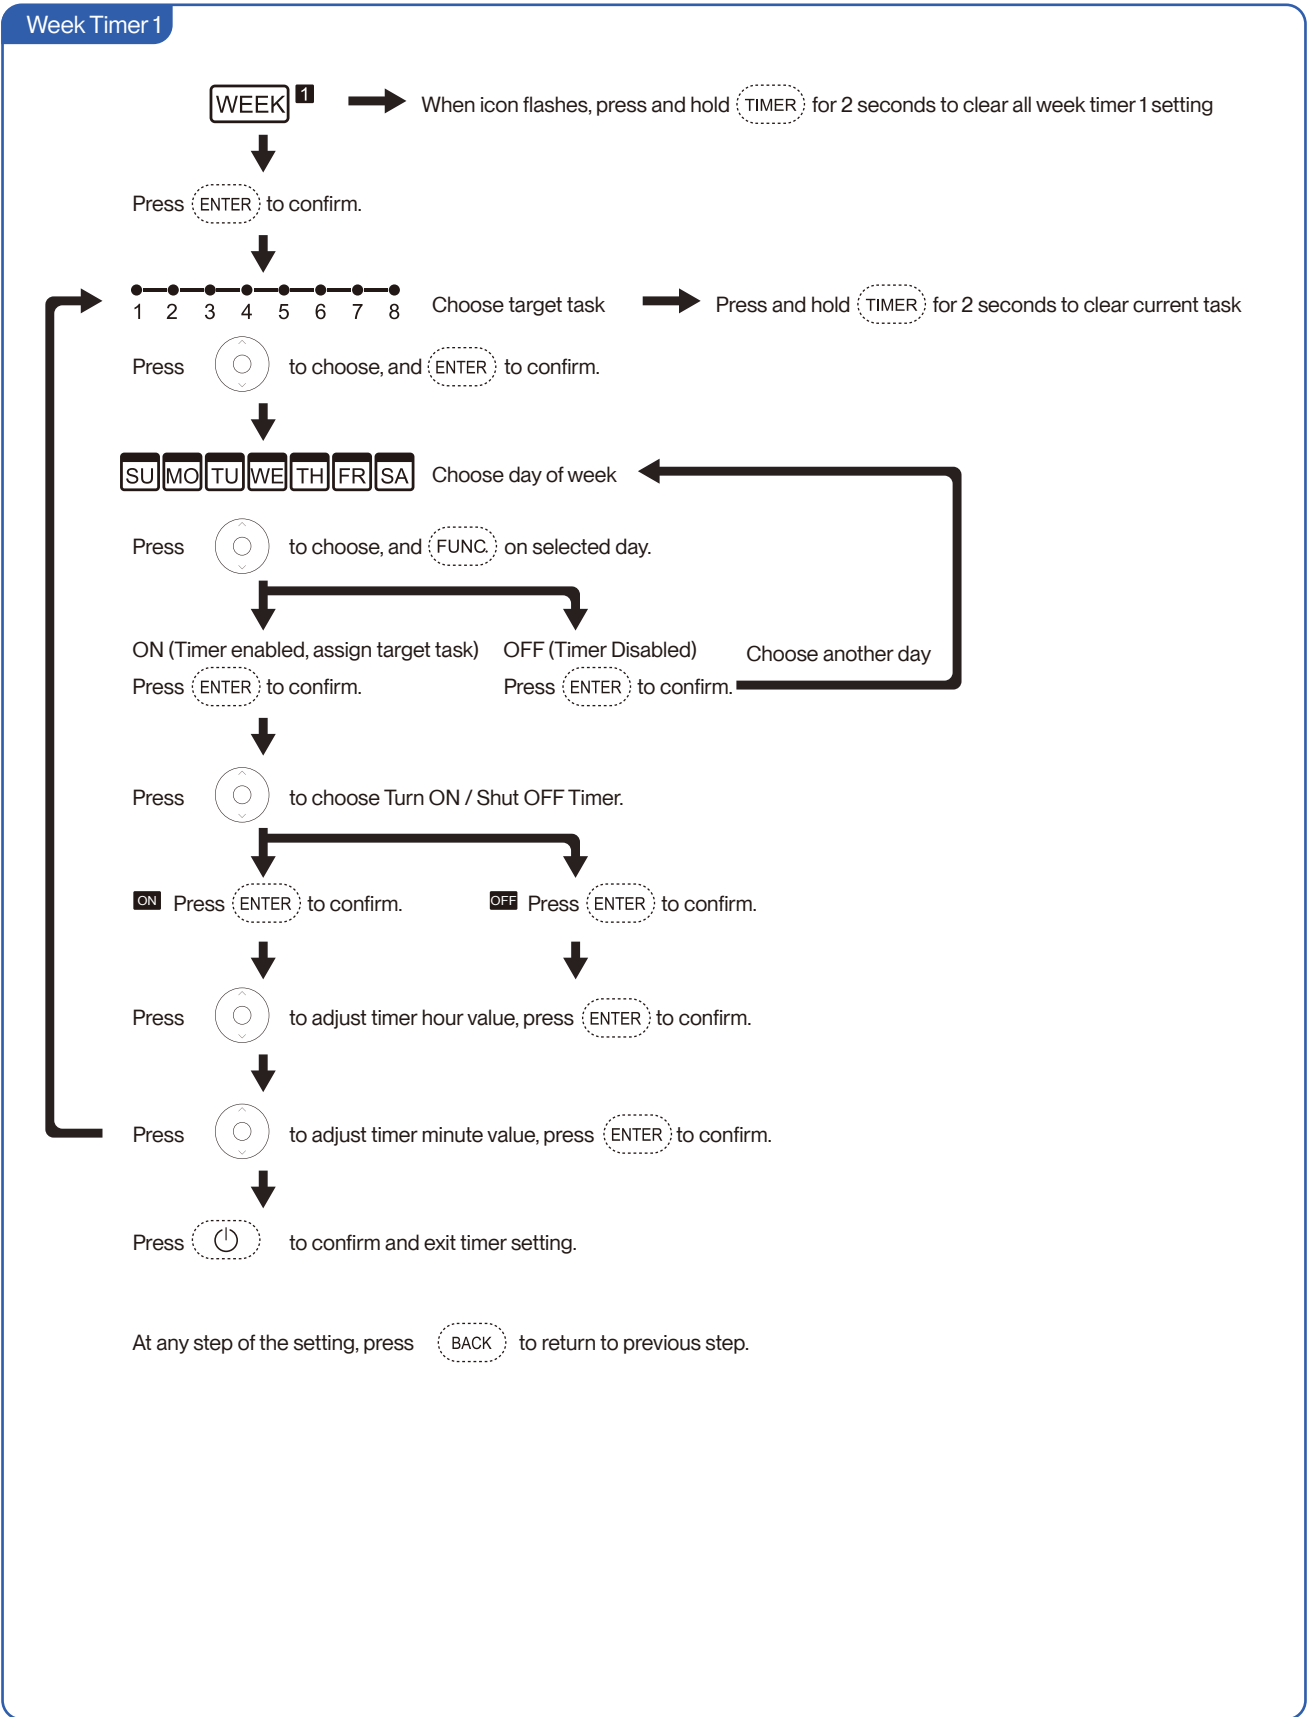 Week Timer 1
WEEK 1 When icon flashes, press and hold TIMER for 2 seconds to clear all week timer 1 setting
Press ENTER to confirm.
1 2 3 4 5 6 7 8 Choose target task Press and hold TIMER for 2 seconds to clear current task
Press to choose, and ENTER to confirm.
SU MO TU WE TH FR SA Choose day of week
Press to choose, and FUNC. on selected day.
ON (Timer enabled, assign target task) OFF (Timer Disabled) Choose another day
Press ENTER to confirm. Press ENTER to confirm.
Press to choose Turn ON / Shut OFF Timer.
ON Press ENTER to confirm. OFF Press ENTER to confirm.
Press to adjust timer hour value, press ENTER to confirm.
Press to adjust timer minute value, press ENTER to confirm.
Press to confirm and exit timer setting.
At any step of the setting, press BACK to return to previous step.